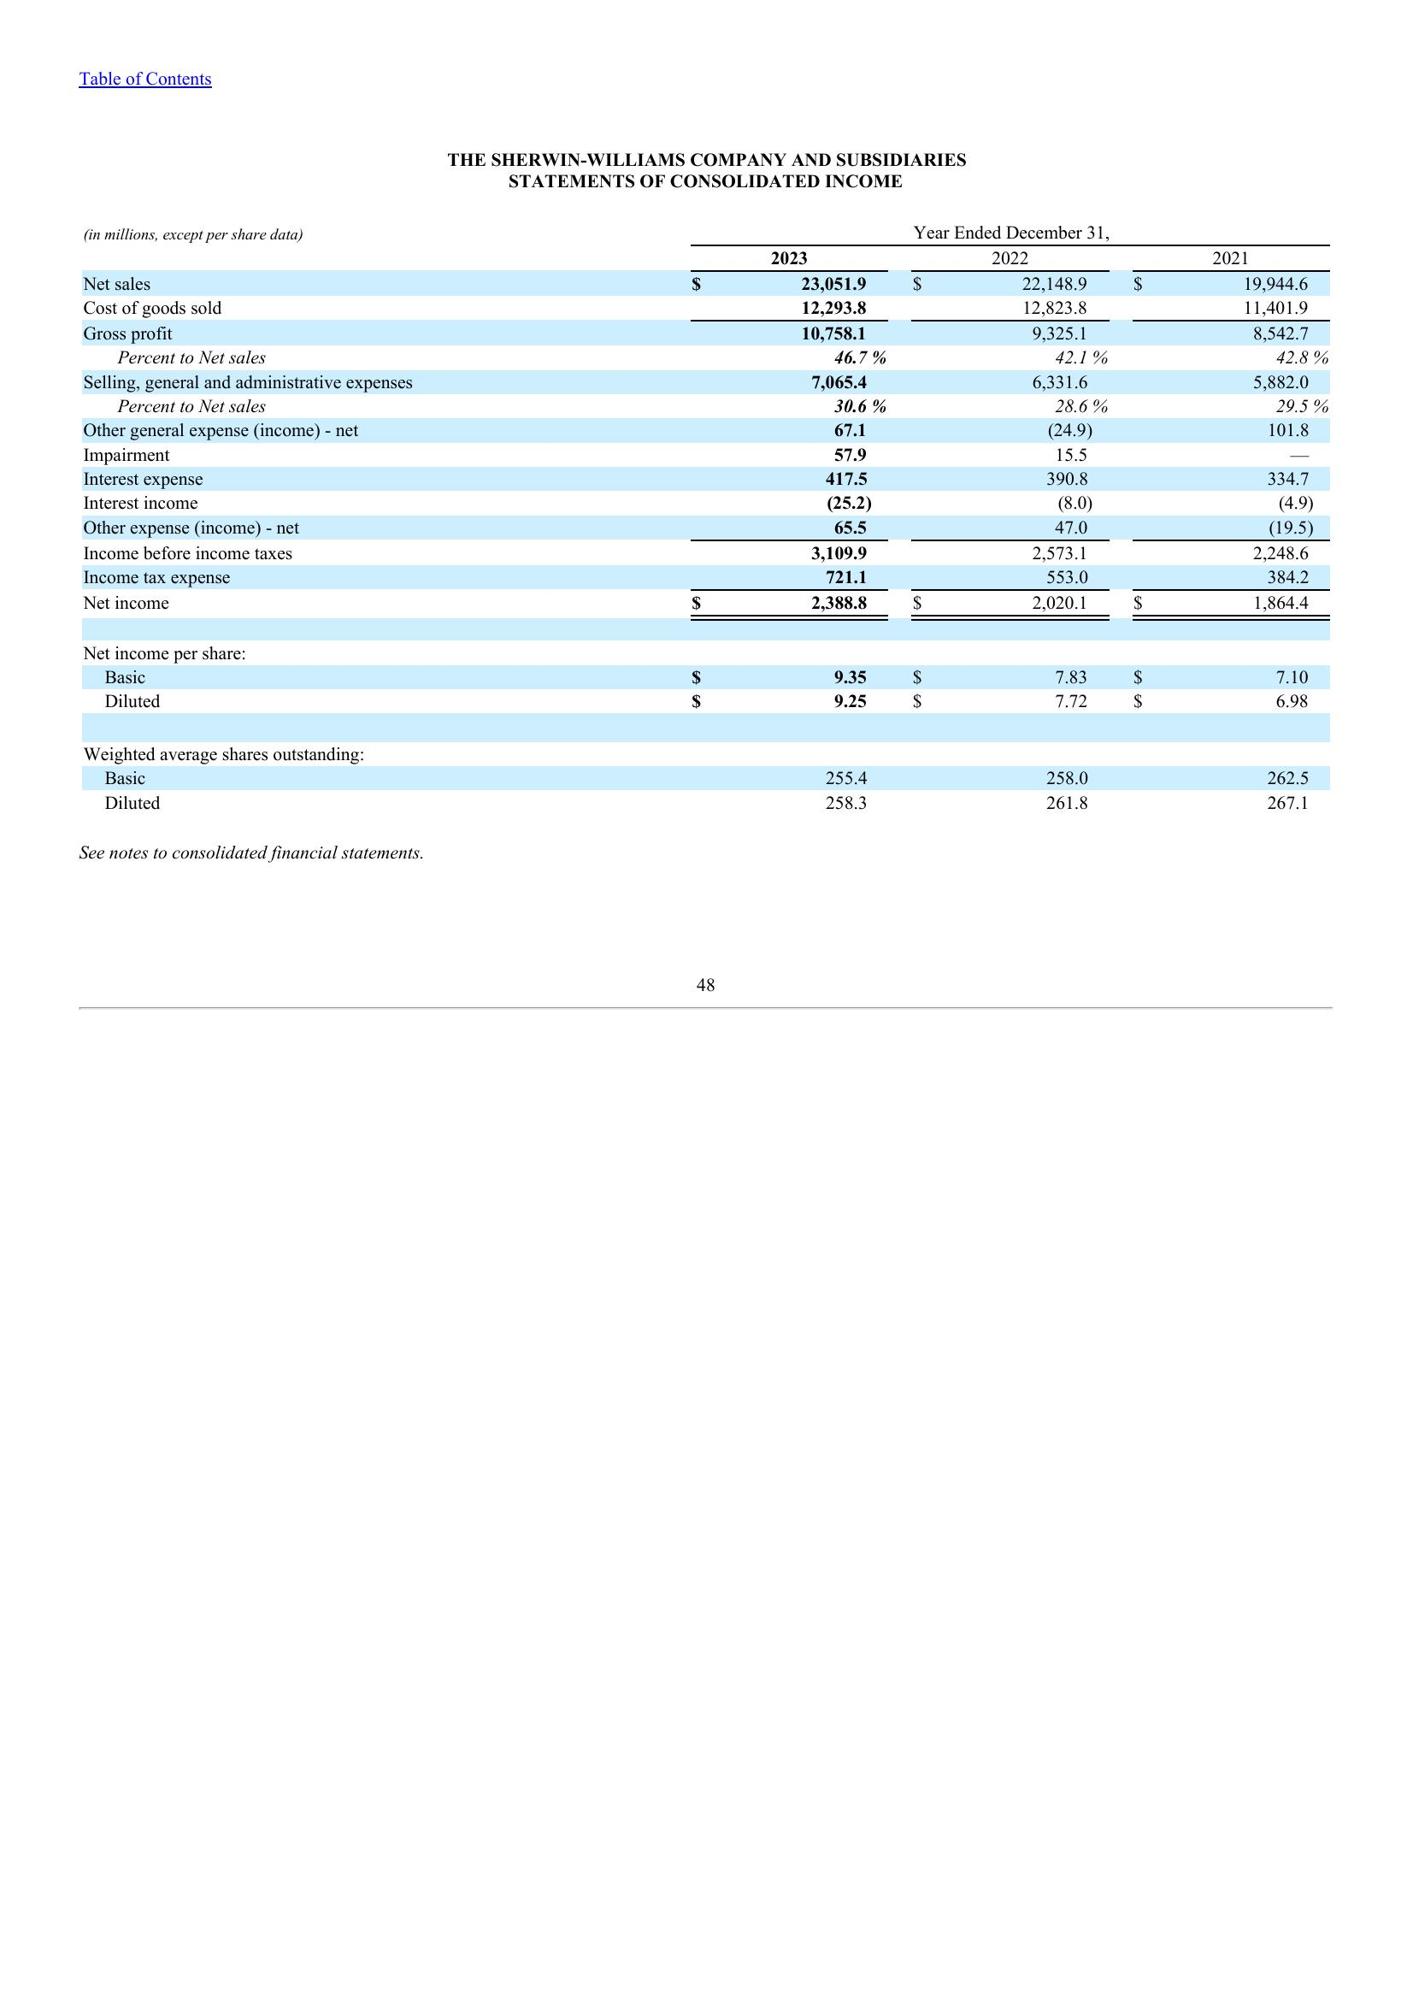 Table of Contents
THE SHERWIN-WILLIAMS COMPANY AND SUBSIDIARIES
STATEMENTS OF CONSOLIDATED INCOME
(in millions, except per share data) Year Ended December 31,
2023 2022 2021
Net sales $ 23,051.9 $ 22,148.9 $ 19,944.6
Cost of goods sold 12,293.8 12,823.8 11,401.9
Gross profit 10,758.1 9,325.1 8,542.7
Percent to Net sales 46.7 % 42.1 % 42.8 %
Selling, general and administrative expenses 7,065.4 6,331.6 5,882.0
Percent to Net sales 30.6 % 28.6 % 29.5 %
Other general expense (income) - net 67.1 (24.9) 101.8
Impairment 57.9 15.5 —
Interest expense 417.5 390.8 334.7
Interest income (25.2) (8.0) (4.9)
Other expense (income) - net 65.5 47.0 (19.5)
Income before income taxes 3,109.9 2,573.1 2,248.6
Income tax expense 721.1 553.0 384.2
Net income $ 2,388.8 $ 2,020.1 $ 1,864.4
Net income per share:
Basic $ 9.35 $ 7.83 $ 7.10
Diluted $ 9.25 $ 7.72 $ 6.98
Weighted average shares outstanding:
Basic 255.4 258.0 262.5
Diluted 258.3 261.8 267.1
See notes to consolidated financial statements.
48